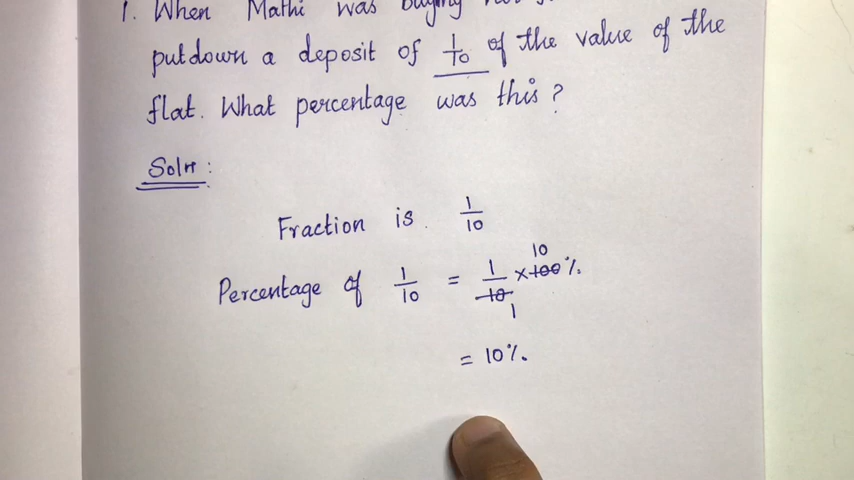 1. When Mathi was buying
putdown a deposit of 1/10 of the value of the
flat. What percentage was this?
Soln:
Fraction is 1/10
Percentage of 1/10 = 1/10 × 100% 10 1
= 10%.